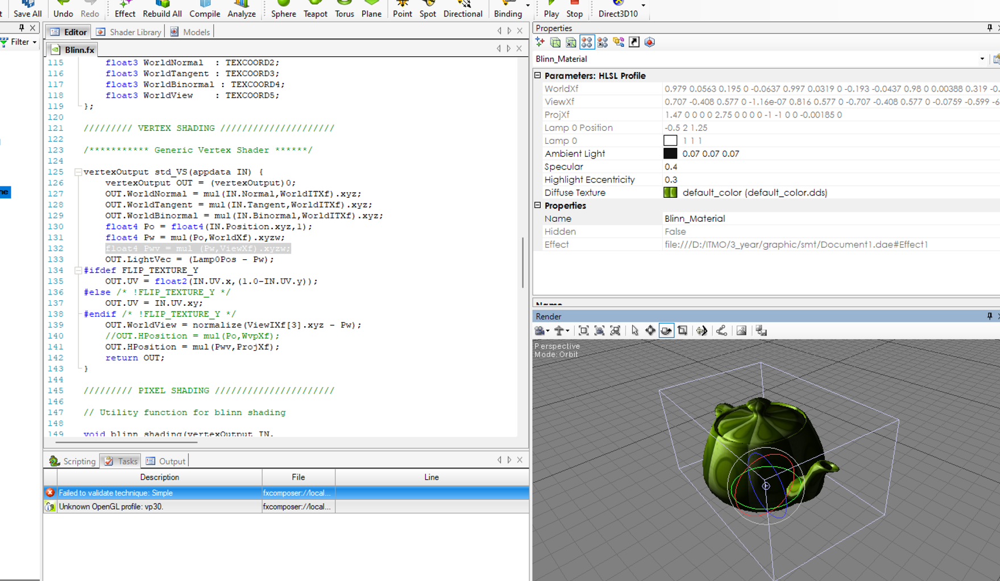 Save All Undo Redo Effect Rebuild All Compile Analyze Sphere Teapot Torus Plane Point Spot Directional Binding Play Stop Direct3D10
Filter
Editor Shader Library Models
Blinn.fx
115 float3 WorldNormal : TEXCOORD2;
116 float3 WorldTangent : TEXCOORD3;
117 float3 WorldBinormal : TEXCOORD4;
118 float3 WorldView : TEXCOORD5;
119 };
120
121 ///////// VERTEX SHADING /////////////////////
122
123 /*********** Generic Vertex Shader ******/
124
125 vertexOutput std_VS(appdata IN) {
126 vertexOutput OUT = (vertexOutput)0;
127 OUT.WorldNormal = mul(IN.Normal,WorldITXf).xyz;
128 OUT.WorldTangent = mul(IN.Tangent,WorldITXf).xyz;
129 OUT.WorldBinormal = mul(IN.Binormal,WorldITXf).xyz;
130 float4 Po = float4(IN.Position.xyz,1);
131 float4 Pw = mul(Po,WorldXf).xyzw;
132 float4 Pwv = mul (Pw,ViewXf).xyzw;
133 OUT.LightVec = (Lamp0Pos - Pw);
134 #ifdef FLIP_TEXTURE_Y
135 OUT.UV = float2(IN.UV.x,(1.0-IN.UV.y));
136 #else /* !FLIP_TEXTURE_Y */
137 OUT.UV = IN.UV.xy;
138 #endif /* !FLIP_TEXTURE_Y */
139 OUT.WorldView = normalize(ViewIXf[3].xyz - Pw);
140 //OUT.HPosition = mul(Po,WvpXf);
141 OUT.HPosition = mul(Pwv,ProjXf);
142 return OUT;
143 }
144
145 ///////// PIXEL SHADING //////////////////////
146
147 // Utility function for blinn shading
148
149 void blinn_shading(vertexOutput IN,
Scripting Tasks Output
Description File Line
Failed to validate technique: Simple fxcomposer://local...
Unknown OpenGL profile: vp30. fxcomposer://local...
Properties
Blinn_Material
Parameters: HLSL Profile
WorldXf 0.979 0.0563 0.195 0 -0.0637 0.997 0.0319 0 -0.193 -0.0437 0.98 0 0.00388 0.319 -0.
ViewXf 0.707 -0.408 0.577 0 -1.16e-07 0.816 0.577 0 -0.707 -0.408 0.577 0 -0.0759 -0.599 -6
ProjXf 1.47 0 0 0 0 2.75 0 0 0 0 -1 -1 0 0 -0.00185 0
Lamp 0 Position -0.5 2 1.25
Lamp 0 1 1 1
Ambient Light 0.07 0.07 0.07
Specular 0.4
Highlight Eccentricity 0.3
Diffuse Texture default_color (default_color.dds)
Properties
Name Blinn_Material
Hidden False
Effect file:///D:/ITMO/3_year/graphic/smt/Document1.dae#Effect1
Name
Render
Perspective
Mode: Orbit